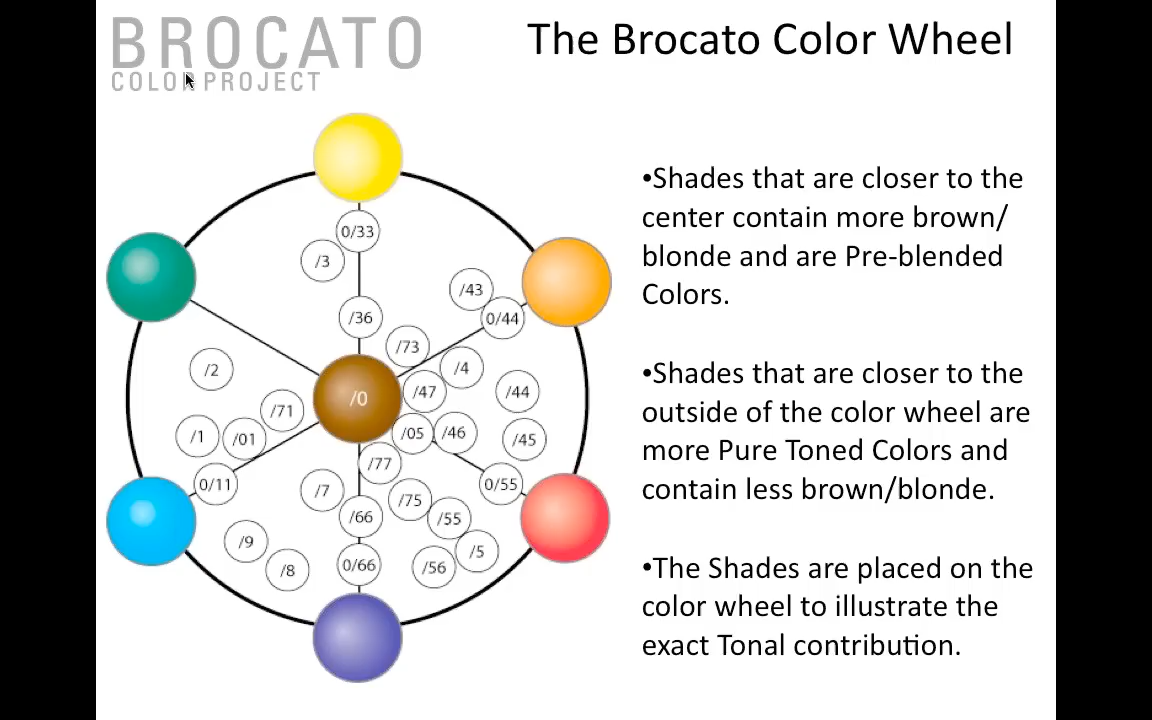 BROCATO
COLOR PROJECT
The Brocato Color Wheel
0/33
/3
/36
/43
0/44
/73
/4
/47
/44
/2
/71
/0
/1
/01
/05
/46
/45
0/11
/77
/7
/75
0/55
/66
/55
/9
/8
0/66
/56
/5
•Shades that are closer to the
center contain more brown/
blonde and are Pre-blended
Colors.
•Shades that are closer to the
outside of the color wheel are
more Pure Toned Colors and
contain less brown/blonde.
•The Shades are placed on the
color wheel to illustrate the
exact Tonal contribution.